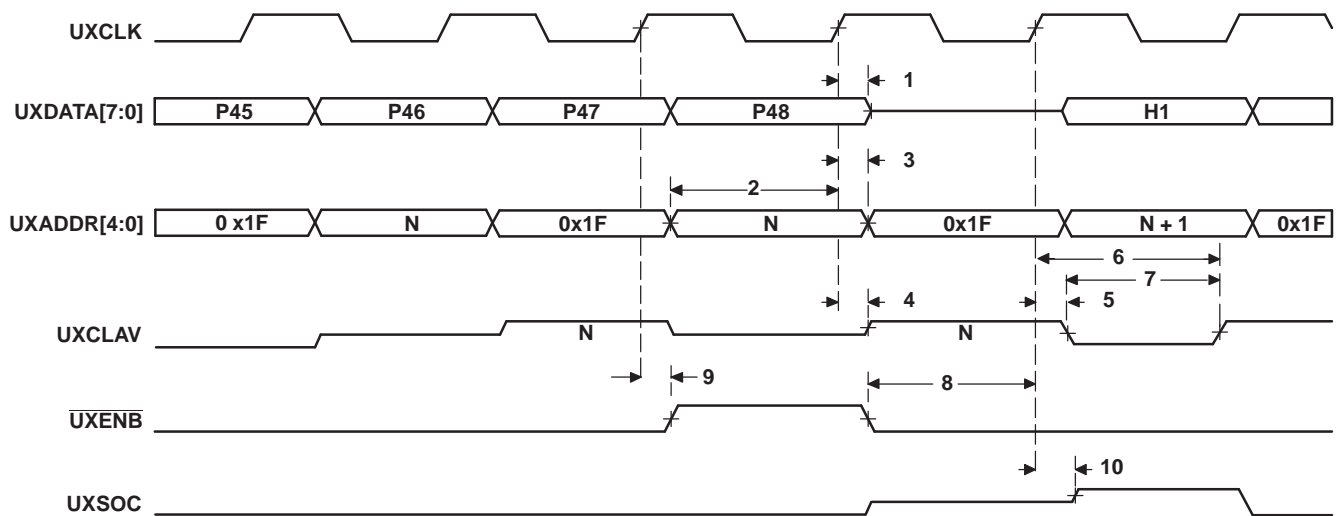 UXCLK
1
UXDATA[7:0] P45 P46 P47 P48 H1
3
2
UXADDR[4:0] 0 x1F N 0x1F N 0x1F N + 1 0x1F
6
7
4 5
UXCLAV N N
9 8
UXENB
10
UXSOC